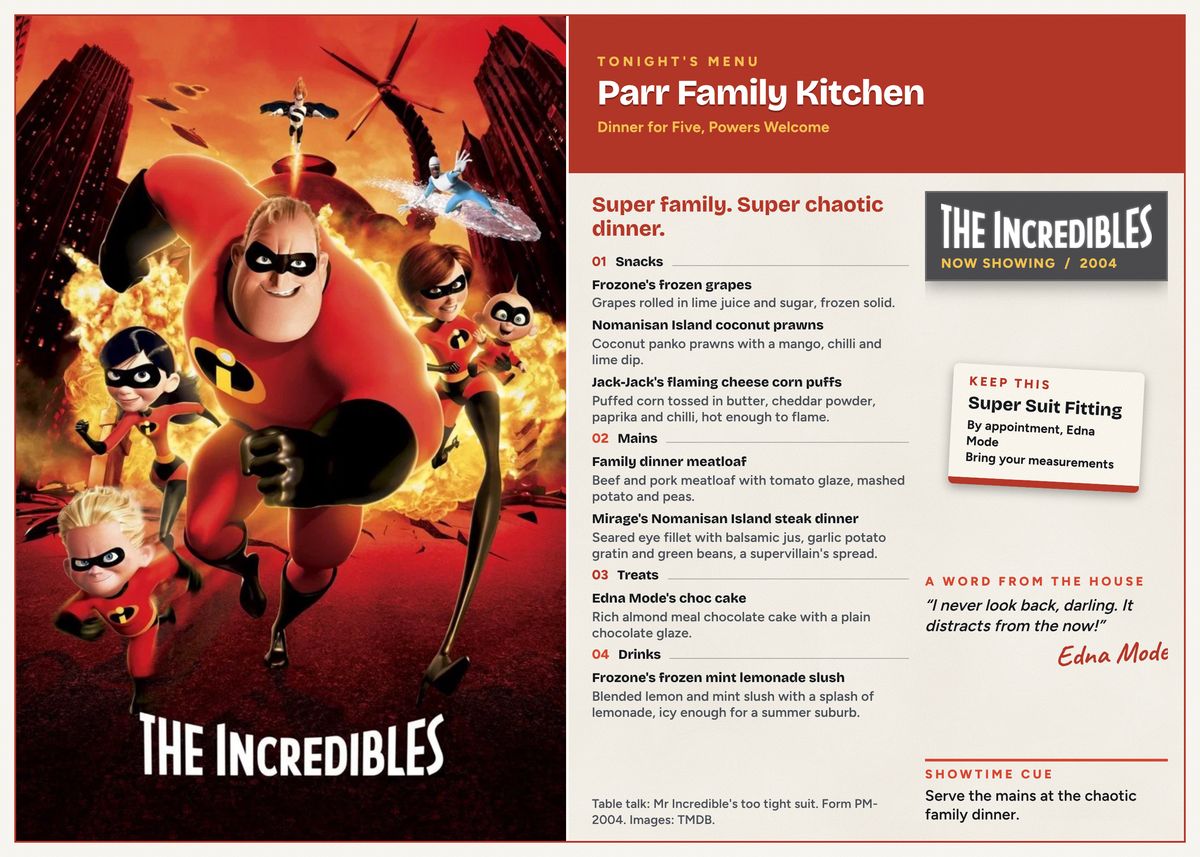 THE INCREDIBLES
TONIGHT'S MENU
Parr Family Kitchen
Dinner for Five, Powers Welcome
Super family. Super chaotic
dinner.
01 Snacks
Frozone's frozen grapes
Grapes rolled in lime juice and sugar, frozen solid.
Nomanisan Island coconut prawns
Coconut panko prawns with a mango, chilli and
lime dip.
Jack-Jack's flaming cheese corn puffs
Puffed corn tossed in butter, cheddar powder,
paprika and chilli, hot enough to flame.
02 Mains
Family dinner meatloaf
Beef and pork meatloaf with tomato glaze, mashed
potato and peas.
Mirage's Nomanisan Island steak dinner
Seared eye fillet with balsamic jus, garlic potato
gratin and green beans, a supervillain's spread.
03 Treats
Edna Mode's choc cake
Rich almond meal chocolate cake with a plain
chocolate glaze.
04 Drinks
Frozone's frozen mint lemonade slush
Blended lemon and mint slush with a splash of
lemonade, icy enough for a summer suburb.
Table talk: Mr Incredible's too tight suit. Form PM-
2004. Images: TMDB.
THE INCREDIBLES
NOW SHOWING / 2004
KEEP THIS
Super Suit Fitting
By appointment, Edna
Mode
Bring your measurements
A WORD FROM THE HOUSE
“I never look back, darling. It
distracts from the now!”
Edna Mode
SHOWTIME CUE
Serve the mains at the chaotic
family dinner.